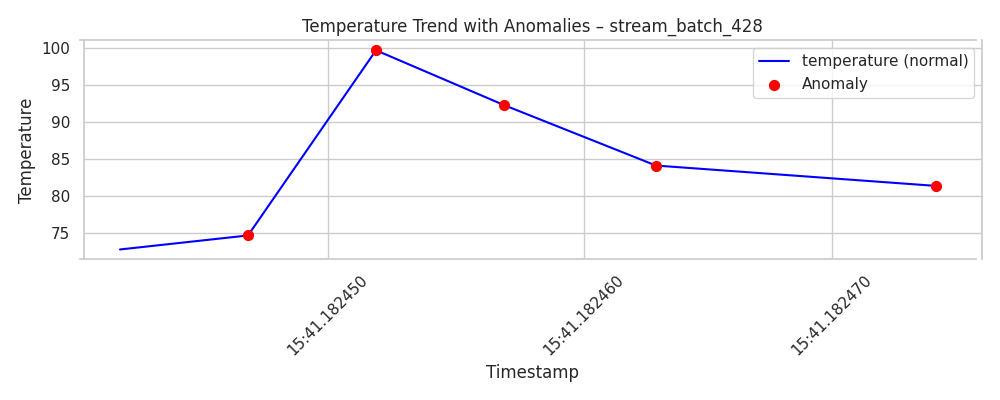 Temperature Trend with Anomalies – stream_batch_428
temperature (normal)
Anomaly
Temperature
100
95
90
85
80
75
15:41.182450
15:41.182460
15:41.182470
Timestamp